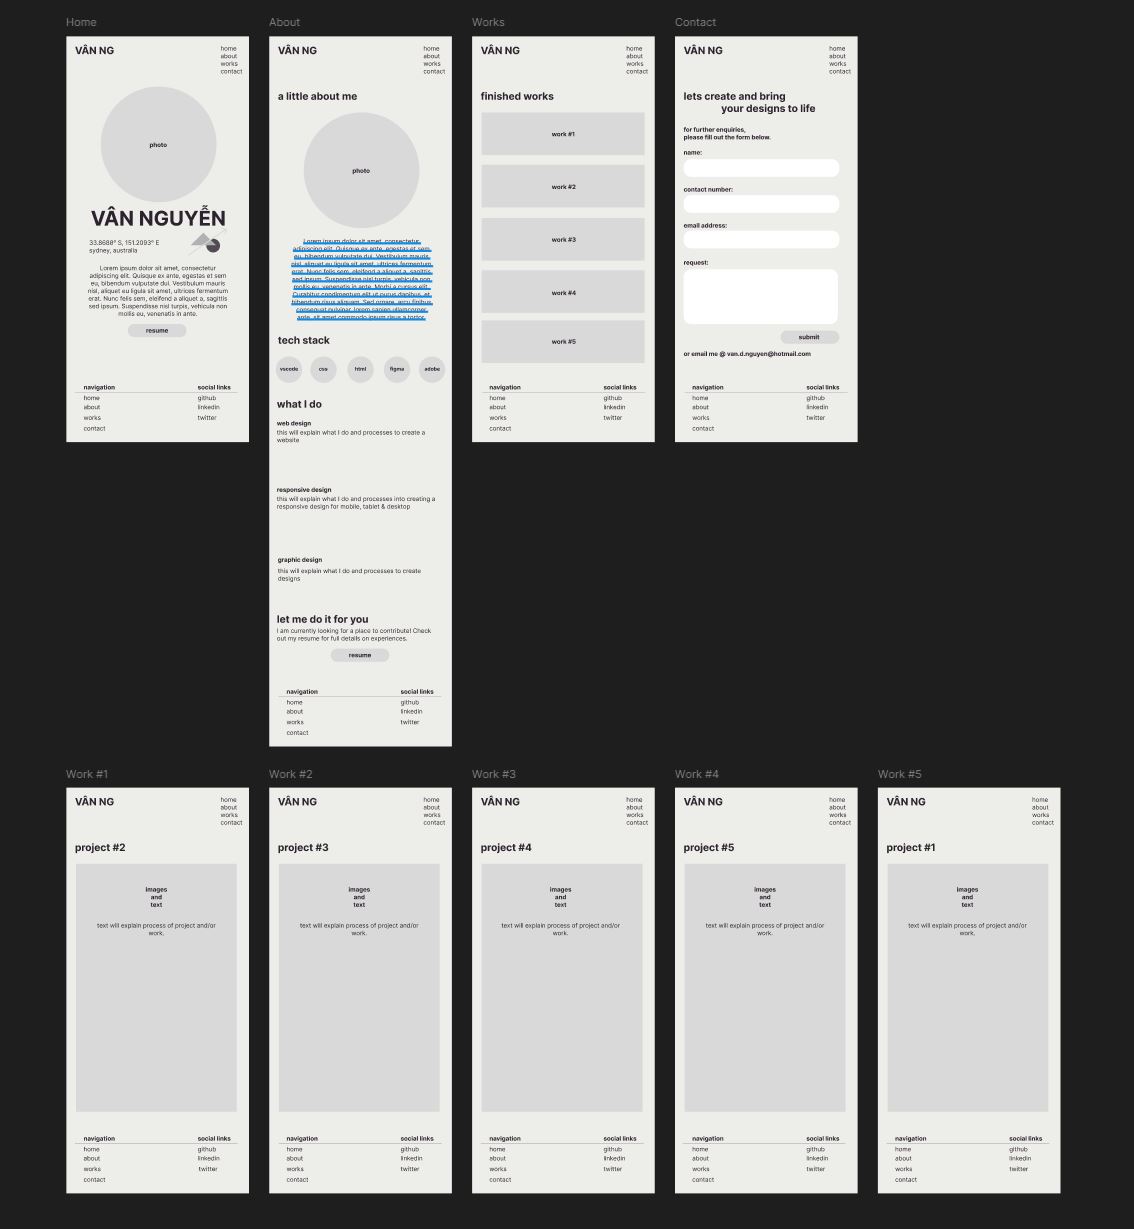 Home
VÂN NG
home
about
works
contact
photo
VÂN NGUYỄN
33.8688° S, 151.2093° E
sydney, australia
Lorem ipsum dolor sit amet, consectetur
adipiscing elit. Quisque ex ante, egestas et sem
eu, bibendum vulputate dui. Vestibulum mauris
nisl, aliquet eu ligula sit amet, ultrices fermentum
erat. Nunc felis sem, eleifend a aliquet a, sagittis
sed ipsum. Suspendisse nisl turpis, vehicula non
mollis eu, venenatis in ante.
resume
navigation
social links
home
github
about
linkedin
works
twitter
contact
About
VÂN NG
home
about
works
contact
a little about me
photo
Lorem ipsum dolor sit amet, consectetur
adipiscing elit. Quisque ex ante, egestas et sem
eu, bibendum vulputate dui. Vestibulum mauris
nisl, aliquet eu ligula sit amet, ultrices fermentum
erat. Nunc felis sem, eleifend a aliquet a, sagittis
sed ipsum. Suspendisse nisl turpis, vehicula non
mollis eu, venenatis in ante. Morbi a cursus elit.
Curabitur condimentum elit ut purus dapibus, et
bibendum risus aliquam. Sed ornare, arcu finibus
consequat pulvinar, lorem sapien ullamcorper
ante, sit amet commodo ipsum risus a tortor.
tech stack
vscode
css
html
figma
adobe
what I do
web design
this will explain what I do and processes to create a
website
responsive design
this will explain what I do and processes into creating a
responsive design for mobile, tablet & desktop
graphic design
this will explain what I do and processes to create
designs
let me do it for you
I am currently looking for a place to contribute! Check
out my resume for full details on experiences.
resume
navigation
social links
home
github
about
linkedin
works
twitter
contact
Works
VÂN NG
home
about
works
contact
finished works
work #1
work #2
work #3
work #4
work #5
navigation
social links
home
github
about
linkedin
works
twitter
contact
Contact
VÂN NG
home
about
works
contact
lets create and bring
your designs to life
for further enquiries,
please fill out the form below.
name:
contact number:
email address:
request:
submit
or email me @ van.d.nguyen@hotmail.com
navigation
social links
home
github
about
linkedin
works
twitter
contact
Work #1
VÂN NG
home
about
works
contact
project #2
images
and
text
text will explain process of project and/or
work.
navigation
social links
home
github
about
linkedin
works
twitter
contact
Work #2
VÂN NG
home
about
works
contact
project #3
images
and
text
text will explain process of project and/or
work.
navigation
social links
home
github
about
linkedin
works
twitter
contact
Work #3
VÂN NG
home
about
works
contact
project #4
images
and
text
text will explain process of project and/or
work.
navigation
social links
home
github
about
linkedin
works
twitter
contact
Work #4
VÂN NG
home
about
works
contact
project #5
images
and
text
text will explain process of project and/or
work.
navigation
social links
home
github
about
linkedin
works
twitter
contact
Work #5
VÂN NG
home
about
works
contact
project #1
images
and
text
text will explain process of project and/or
work.
navigation
social links
home
github
about
linkedin
works
twitter
contact